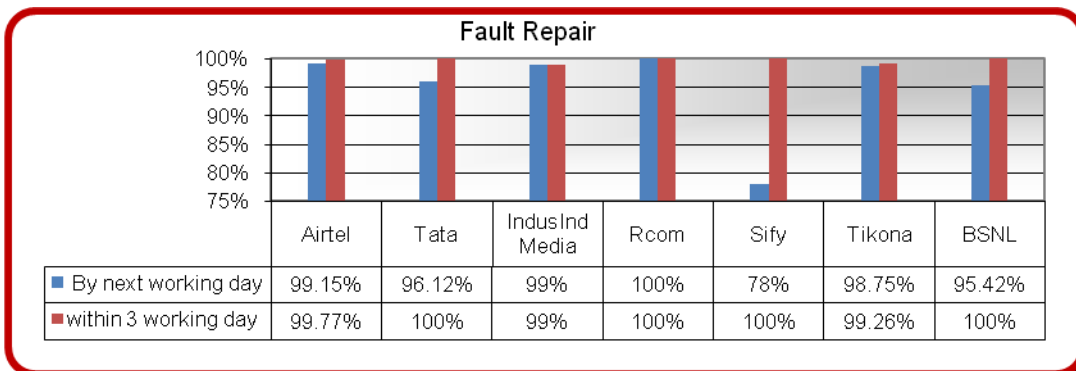 Fault Repair
100%
95%
90%
85%
80%
75%
Airtel Tata IndusInd Media Rcom Sify Tikona BSNL
By next working day 99.15% 96.12% 99% 100% 78% 98.75% 95.42%
within 3 working day 99.77% 100% 99% 100% 100% 99.26% 100%